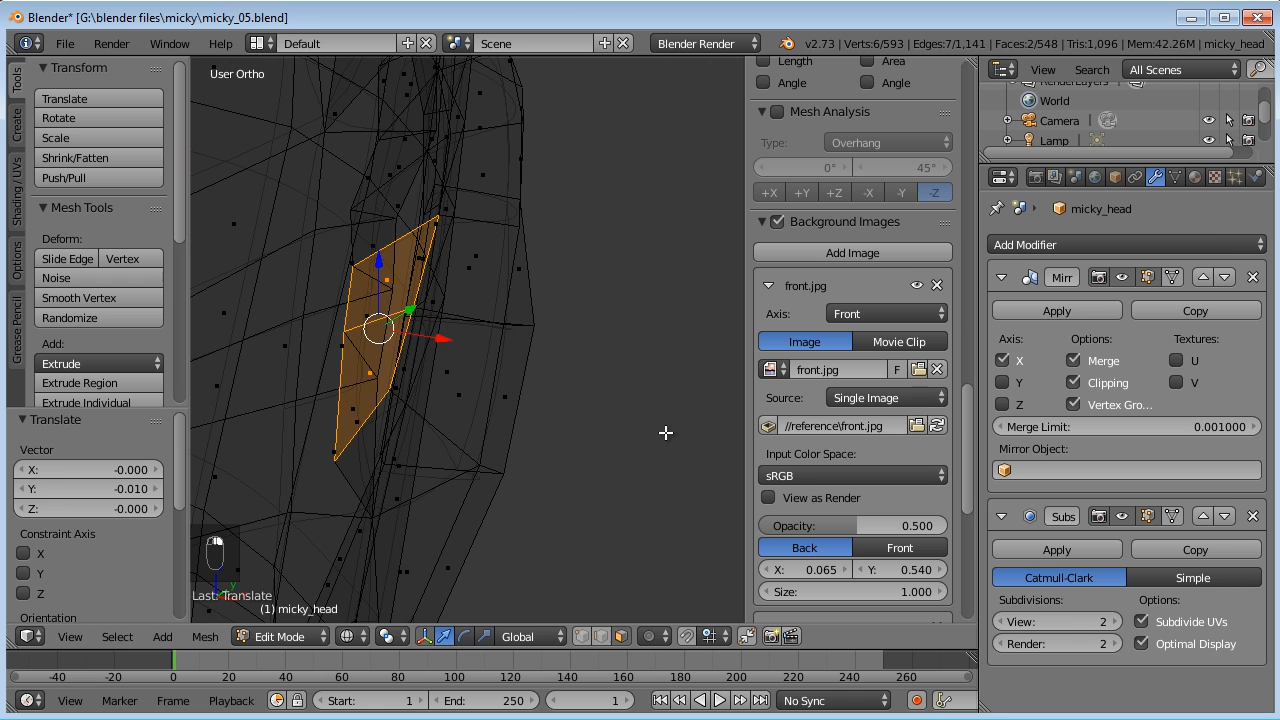 Blender* [G:\blender files\micky\micky_05.blend]
File Render Window Help Default Scene Blender Render v2.73 | Verts:6/593 | Edges:7/1,141 | Faces:2/548 | Tris:1,096 | Mem:42.26M | micky_head
Tools
Create
Shading / UVs
Options
Grease Pencil
Transform
Translate
Rotate
Scale
Shrink/Fatten
Push/Pull
Mesh Tools
Deform:
Slide Edge Vertex
Noise
Smooth Vertex
Randomize
Add:
Extrude
Extrude Region
Extrude Individual
Translate
Vector
X: -0.000
Y: -0.010
Z: -0.000
Constraint Axis
X
Y
Z
Orientation
User Ortho
Last: Translate
(1) micky_head
Length Area
Angle Angle
Mesh Analysis
Type: Overhang
0° 45°
+X +Y +Z -X -Y -Z
Background Images
Add Image
front.jpg
Axis: Front
Image Movie Clip
front.jpg F
Source: Single Image
//reference\front.jpg
Input Color Space:
sRGB
View as Render
Opacity: 0.500
Back Front
X: 0.065 Y: 0.540
Size: 1.000
View Search All Scenes
RenderLayers
World
Camera
Lamp
micky_head
Add Modifier
Mirr
Apply Copy
Axis: Options: Textures:
X Merge U
Y Clipping V
Z Vertex Gro...
Merge Limit: 0.001000
Mirror Object:
Subs
Apply Copy
Catmull-Clark Simple
Subdivisions: Options:
View: 2 Subdivide UVs
Render: 2 Optimal Display
View Select Add Mesh Edit Mode Global
-40 -20 0 20 40 60 80 100 120 140 160 180 200 220 240 260
View Marker Frame Playback Start: 1 End: 250 1 No Sync